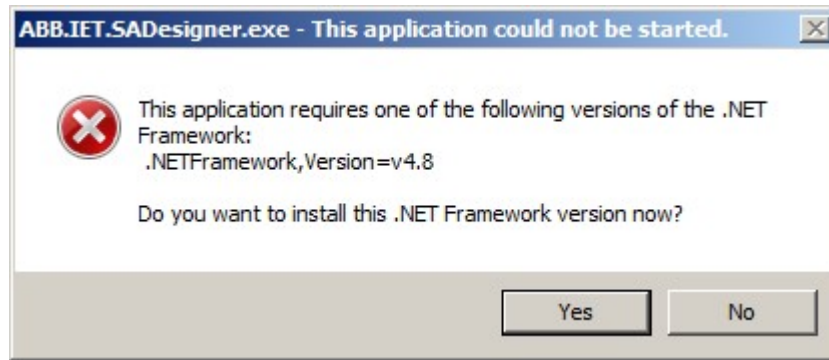 ABB.IET.SADesigner.exe - This application could not be started.
This application requires one of the following versions of the .NET
Framework:
.NETFramework,Version=v4.8
Do you want to install this .NET Framework version now?
Yes
No